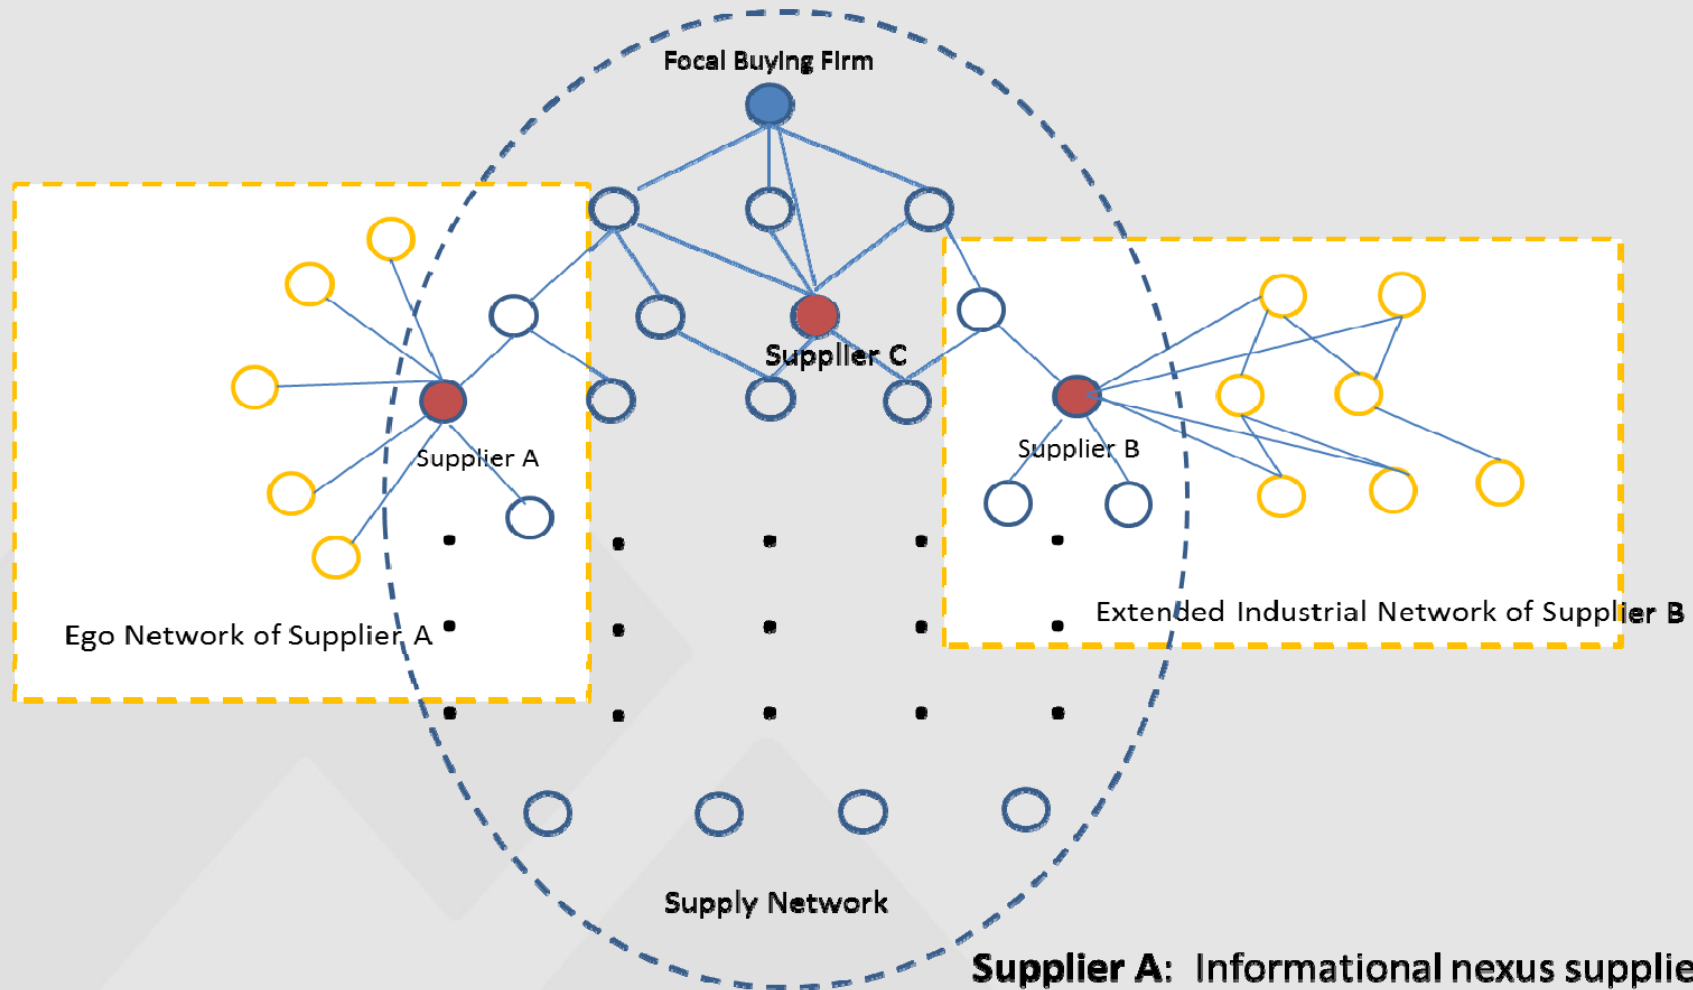 Focal Buying Firm
Supplier C
Supplier A
Supplier B
Extended Industrial Network of Supplier B
Ego Network of Supplier A
Supply Network
Supplier A: Informational nexus supplie